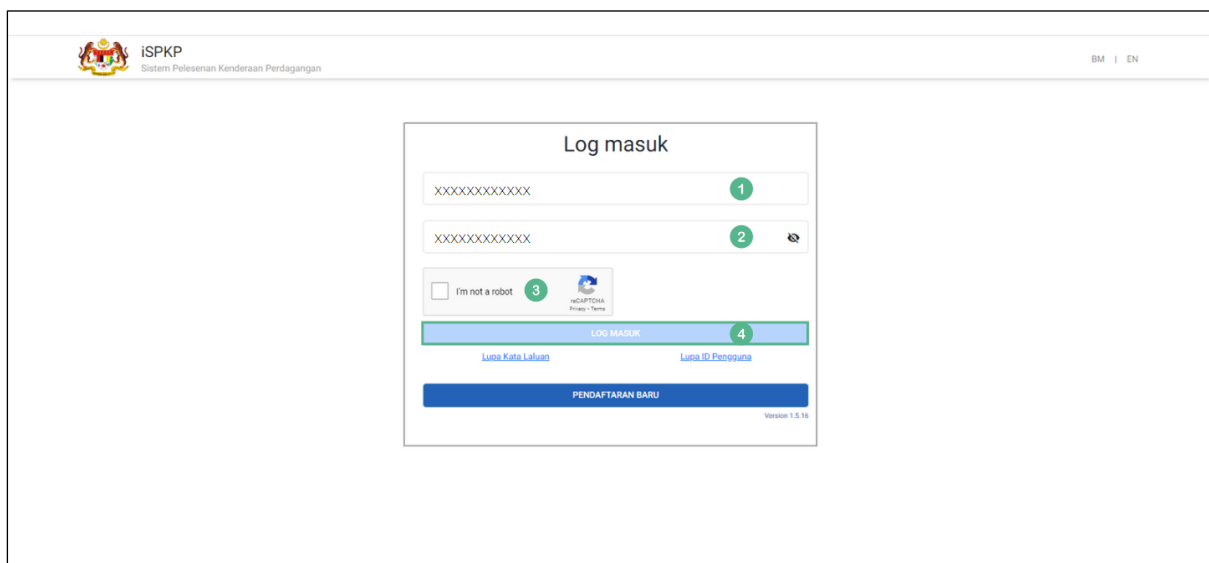 iSPKP
Sistem Pelesenan Kenderaan Perdagangan
BM | EN
Log masuk
XXXXXXXXXXXX 1
XXXXXXXXXXXX 2
I'm not a robot 3
reCAPTCHA
Privacy - Terms
LOG MASUK 4
Lupa Kata Laluan Lupa ID Pengguna
PENDAFTARAN BARU
Version 1.5.16